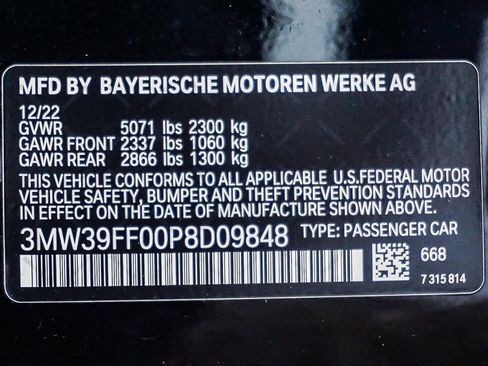 MFD BY BAYERISCHE MOTOREN WERKE AG
12/22
GVWR 5071 lbs 2300 kg
GAWR FRONT 2337 lbs 1060 kg
GAWR REAR 2866 lbs 1300 kg
THIS VEHICLE CONFORMS TO ALL APPLICABLE U.S.FEDERAL MOTOR
VEHICLE SAFETY, BUMPER AND THEFT PREVENTION STANDARDS
IN EFFECT ON THE DATE OF MANUFACTURE SHOWN ABOVE.
3MW39FF00P8D09848 TYPE: PASSENGER CAR
668
7 315 814